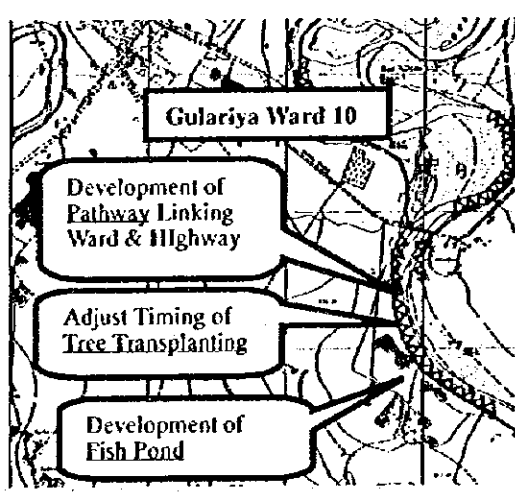 Gulariya Ward 10
Development of
Pathway Linking
Ward & HIghway
Adjust Timing of
Tree Transplanting
Development of
Fish Pond